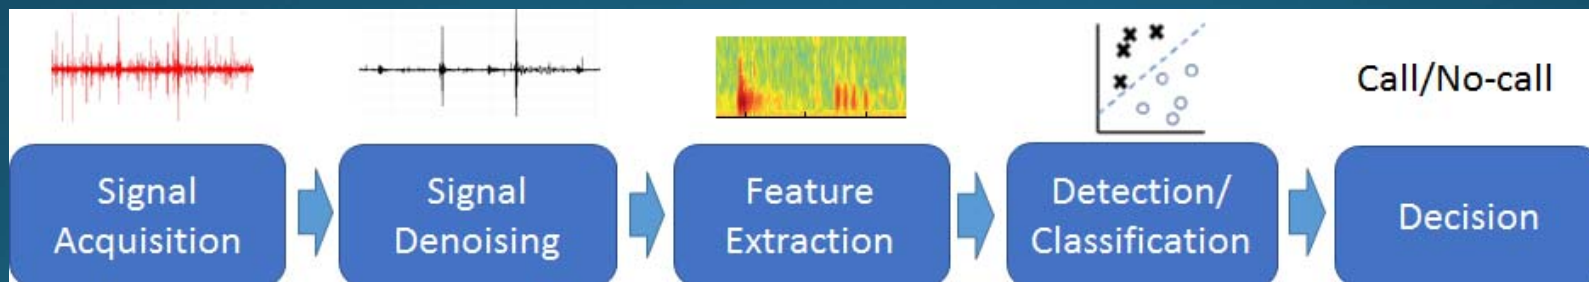 Call/No-call
Signal
Acquisition
Signal
Denoising
Feature
Extraction
Detection/
Classification
Decision